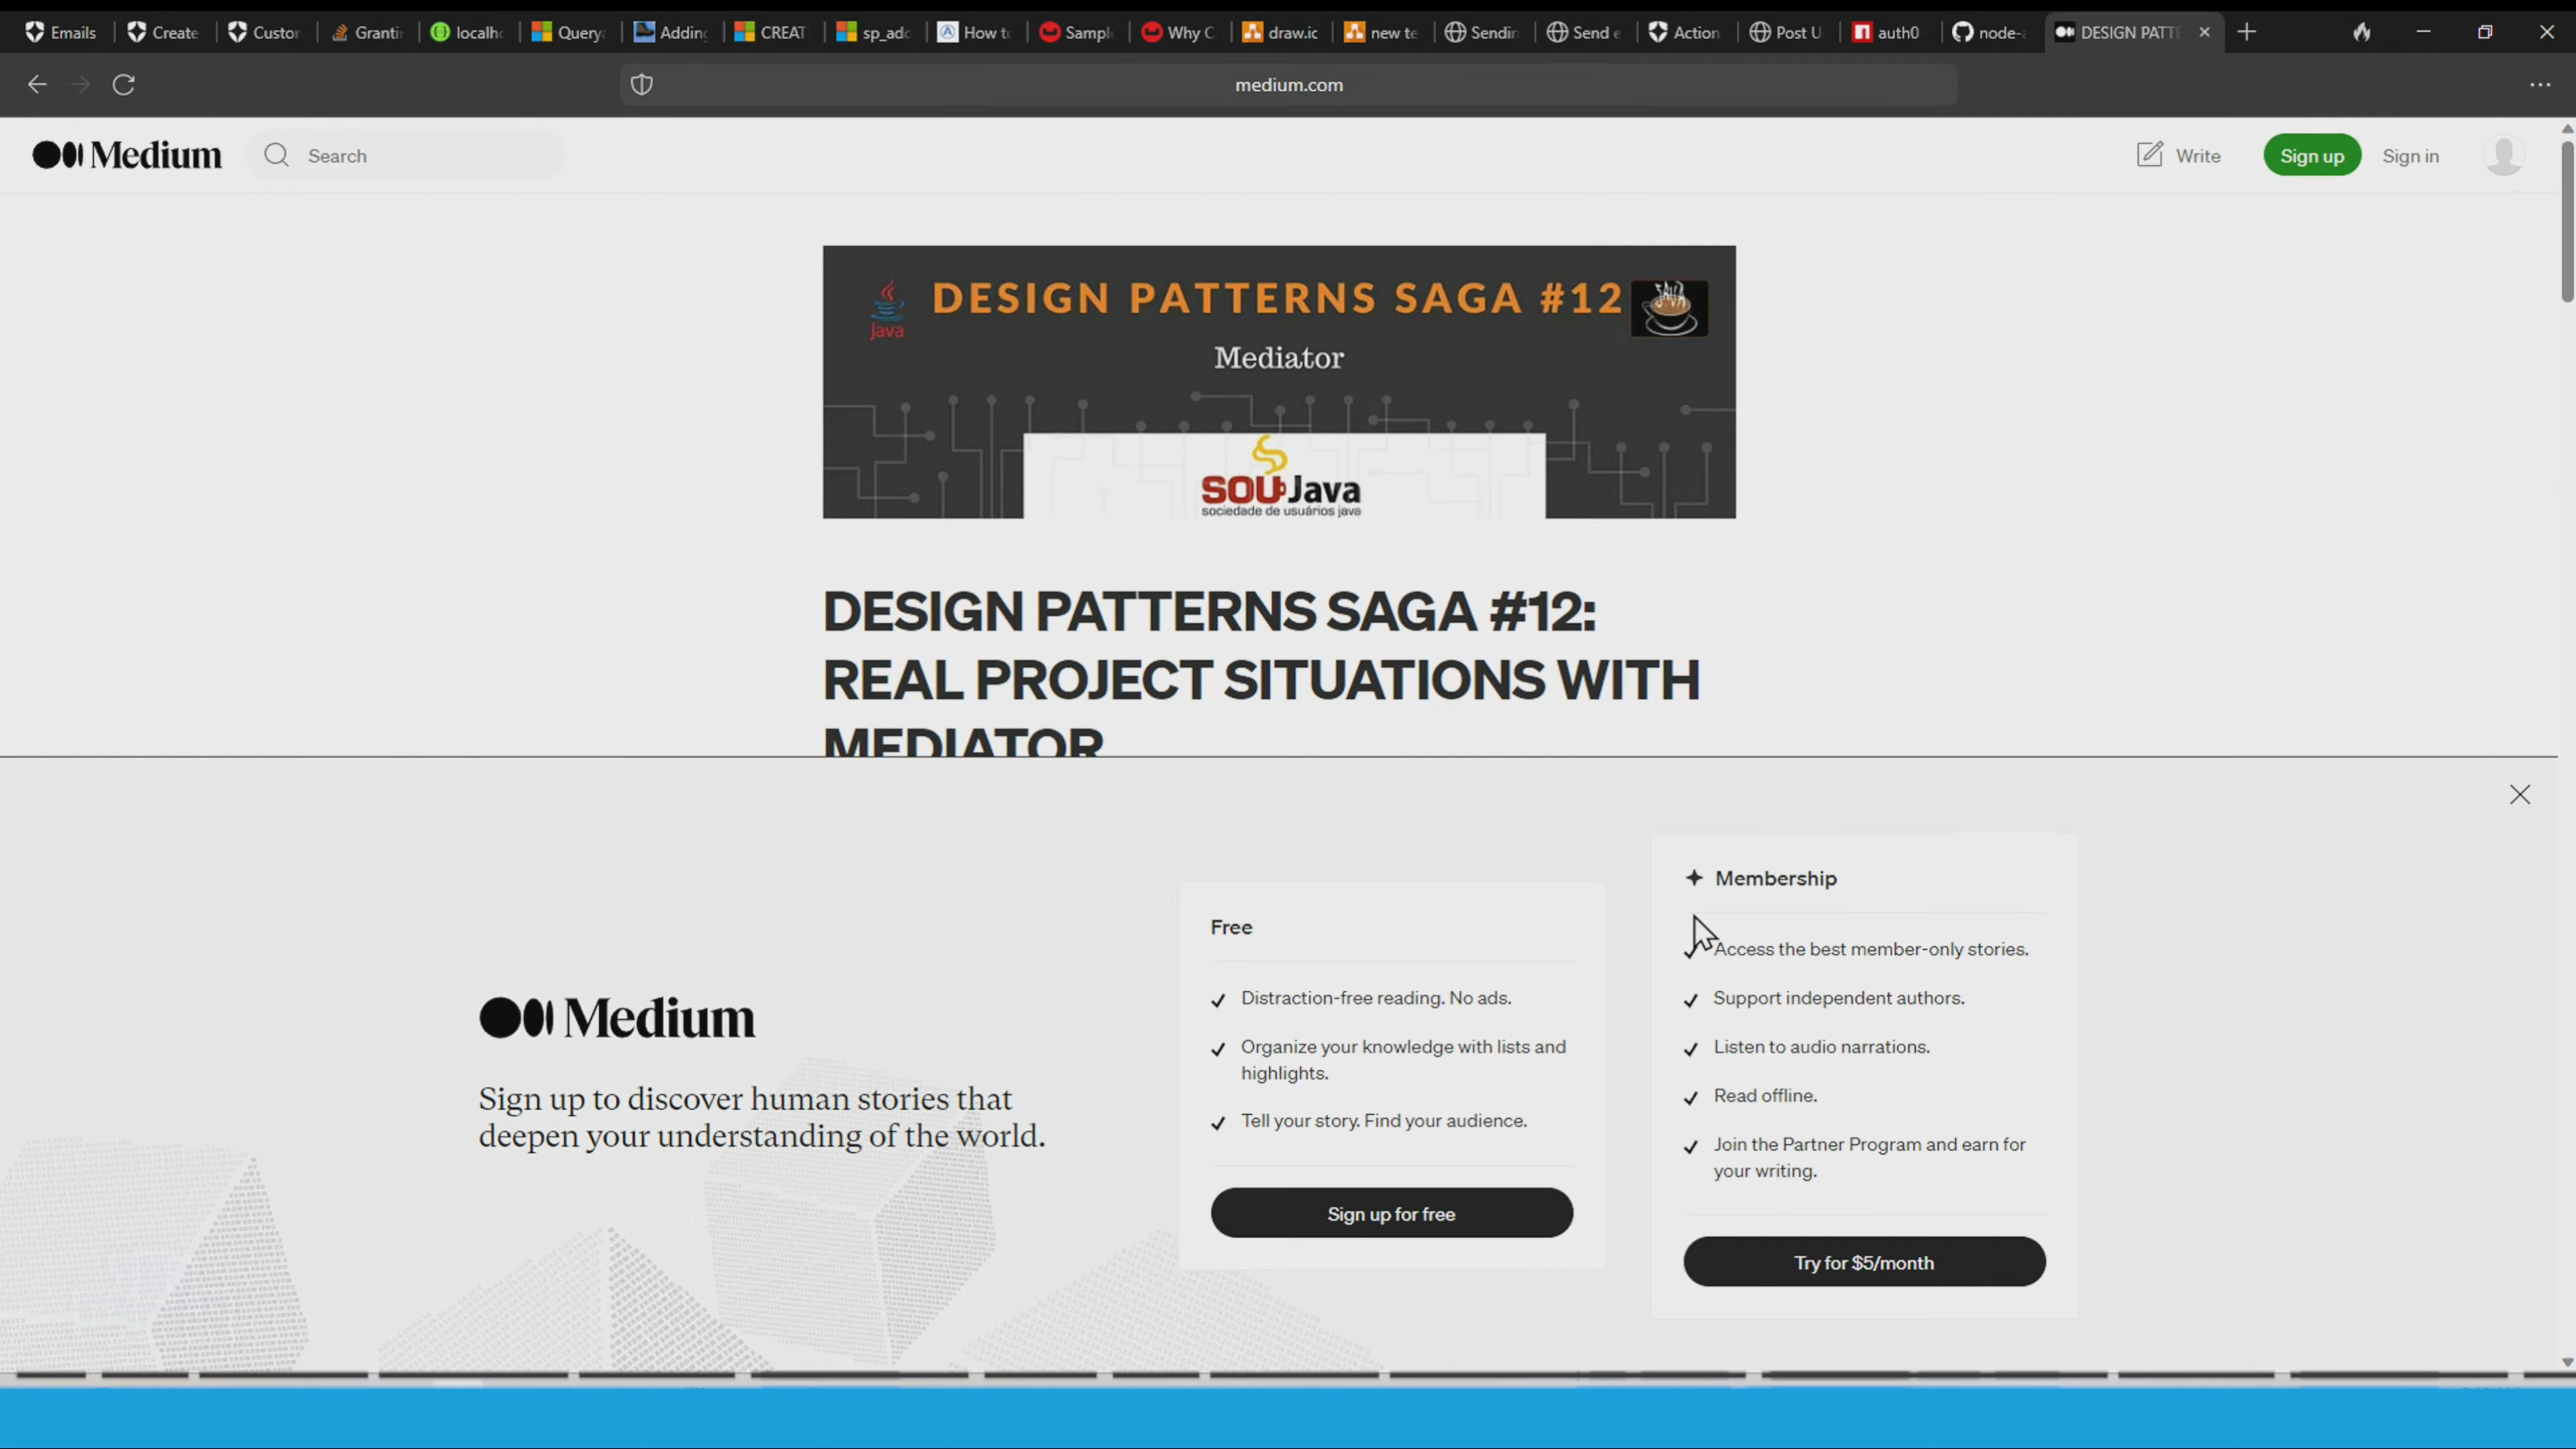 Emails
Create
Custor
Granti
localho
Query
Adding
CREAT
sp_adc
How to
Sampl
Why C
draw.ic
new te
Sendin
Send e
Action
Post U
auth0
node-a
DESIGN PATTE
medium.com
Medium
Search
Write
Sign up
Sign in
DESIGN PATTERNS SAGA #12
Java
JAVA
Mediator
SOUJava
sociedade de usuários java
DESIGN PATTERNS SAGA #12:
REAL PROJECT SITUATIONS WITH
MEDIATOR
Medium
Sign up to discover human stories that
deepen your understanding of the world.
Free
Distraction-free reading. No ads.
Organize your knowledge with lists and
highlights.
Tell your story. Find your audience.
Sign up for free
Membership
Access the best member-only stories.
Support independent authors.
Listen to audio narrations.
Read offline.
Join the Partner Program and earn for
your writing.
Try for $5/month